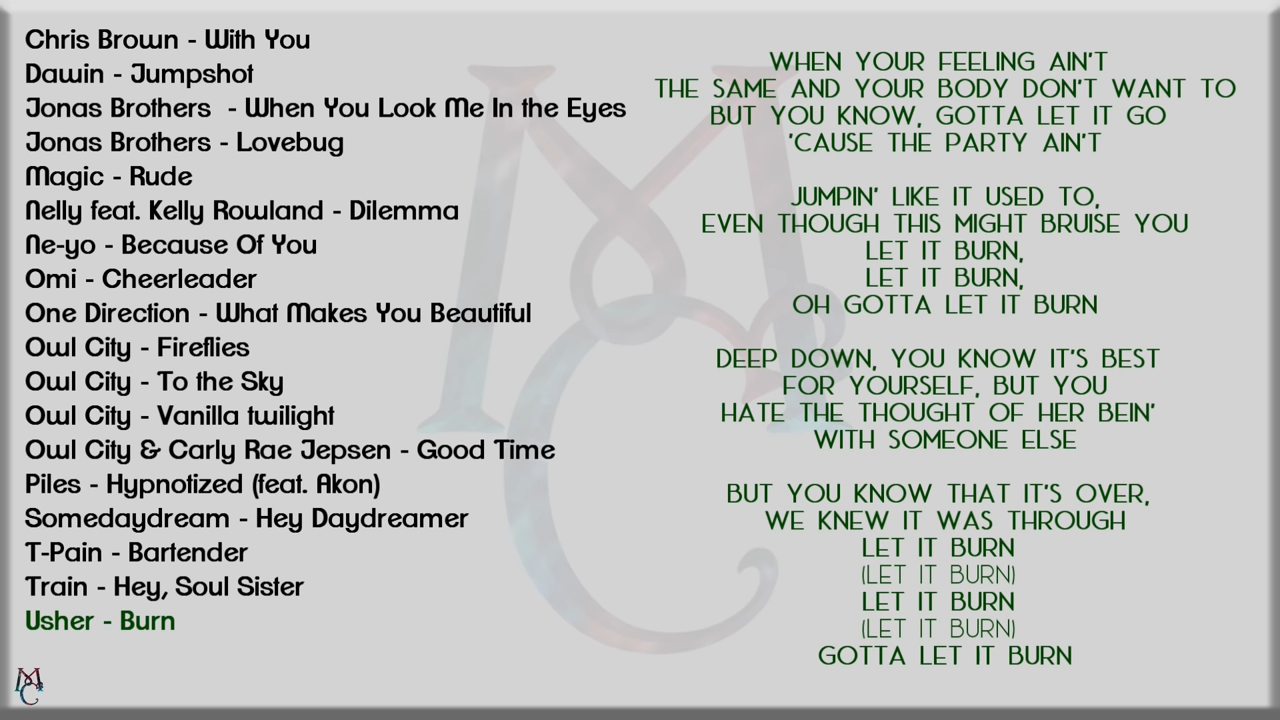 Chris Brown - With You
Dawin - Jumpshot
Jonas Brothers  - When You Look Me In the Eyes
Jonas Brothers - Lovebug
Magic - Rude
Nelly feat. Kelly Rowland - Dilemma
Ne-yo - Because Of You
Omi - Cheerleader
One Direction - What Makes You Beautiful
Owl City - Fireflies
Owl City - To the Sky
Owl City - Vanilla twilight
Owl City & Carly Rae Jepsen - Good Time
Piles - Hypnotized (feat. Akon)
Somedaydream - Hey Daydreamer
T-Pain - Bartender
Train - Hey, Soul Sister
Usher - Burn
WHEN YOUR FEELING AIN'T
THE SAME AND YOUR BODY DON'T WANT TO
BUT YOU KNOW, GOTTA LET IT GO
'CAUSE THE PARTY AIN'T
JUMPIN' LIKE IT USED TO,
EVEN THOUGH THIS MIGHT BRUISE YOU
LET IT BURN,
LET IT BURN,
OH GOTTA LET IT BURN
DEEP DOWN, YOU KNOW IT'S BEST
FOR YOURSELF, BUT YOU
HATE THE THOUGHT OF HER BEIN'
WITH SOMEONE ELSE
BUT YOU KNOW THAT IT'S OVER,
WE KNEW IT WAS THROUGH
LET IT BURN
(LET IT BURN)
LET IT BURN
(LET IT BURN)
GOTTA LET IT BURN
MC